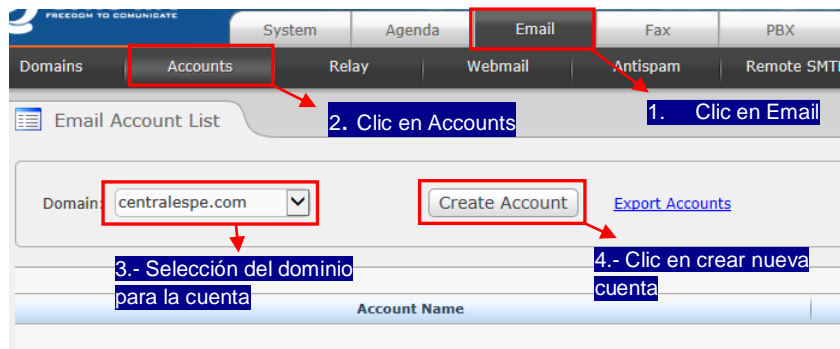 FREEDOM TO COMUNICATE
System Agenda Email Fax PBX
Domains Accounts Relay Webmail Antispam Remote SMT
Email Account List
2. Clic en Accounts
1. Clic en Email
Domain: centralespe.com Create Account Export Accounts
3.- Selección del dominio
para la cuenta
4.- Clic en crear nueva
cuenta
Account Name